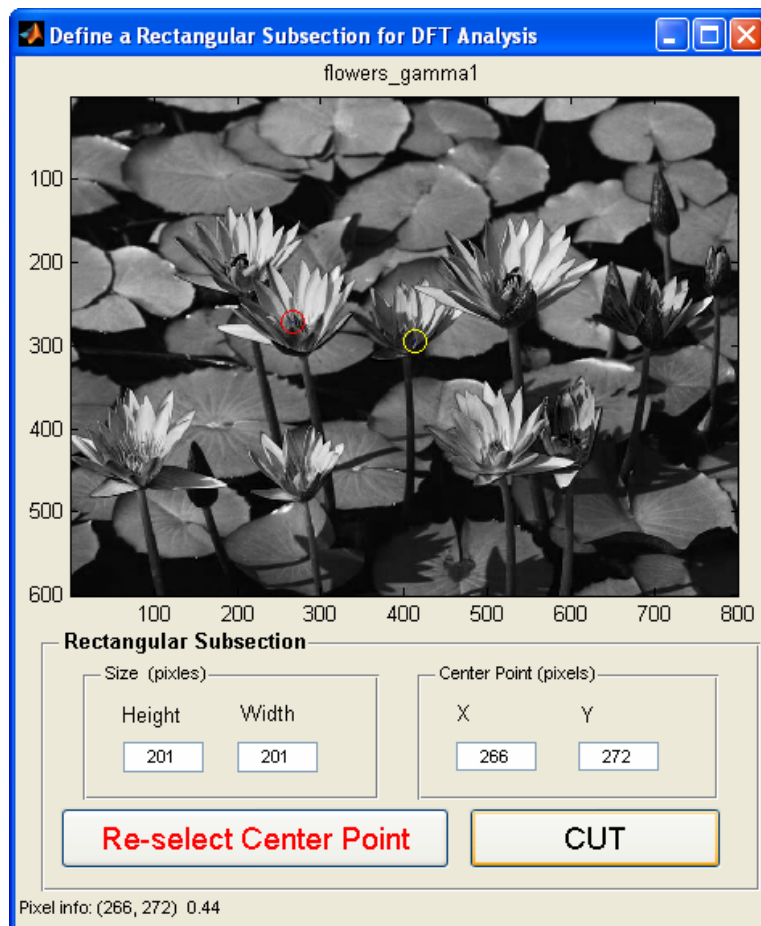 Define a Rectangular Subsection for DFT Analysis
flowers_gamma1
100
200
300
400
500
600
100 200 300 400 500 600 700 800
Rectangular Subsection
Size (pixles)
Height Width
201 201
Center Point (pixels)
X Y
266 272
Re-select Center Point
CUT
Pixel info: (266, 272) 0.44